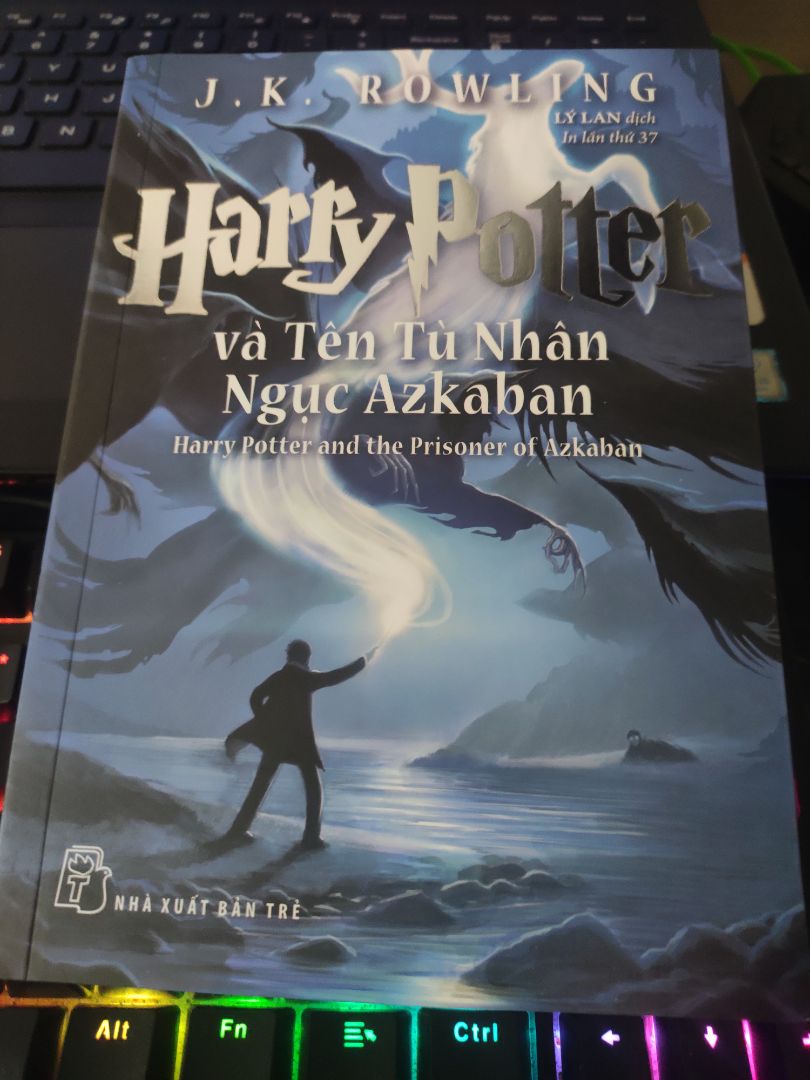 Y U
H J
B N
J.K. ROWLING
LÝ LAN dịch
In lần thứ 37
Harry Potter
và Tên Tù Nhân
Ngục Azkaban
Harry Potter and the Prisoner of Azkaban
T
NHÀ XUẤT BẢN TRẺ
Alt Fn Ctrl